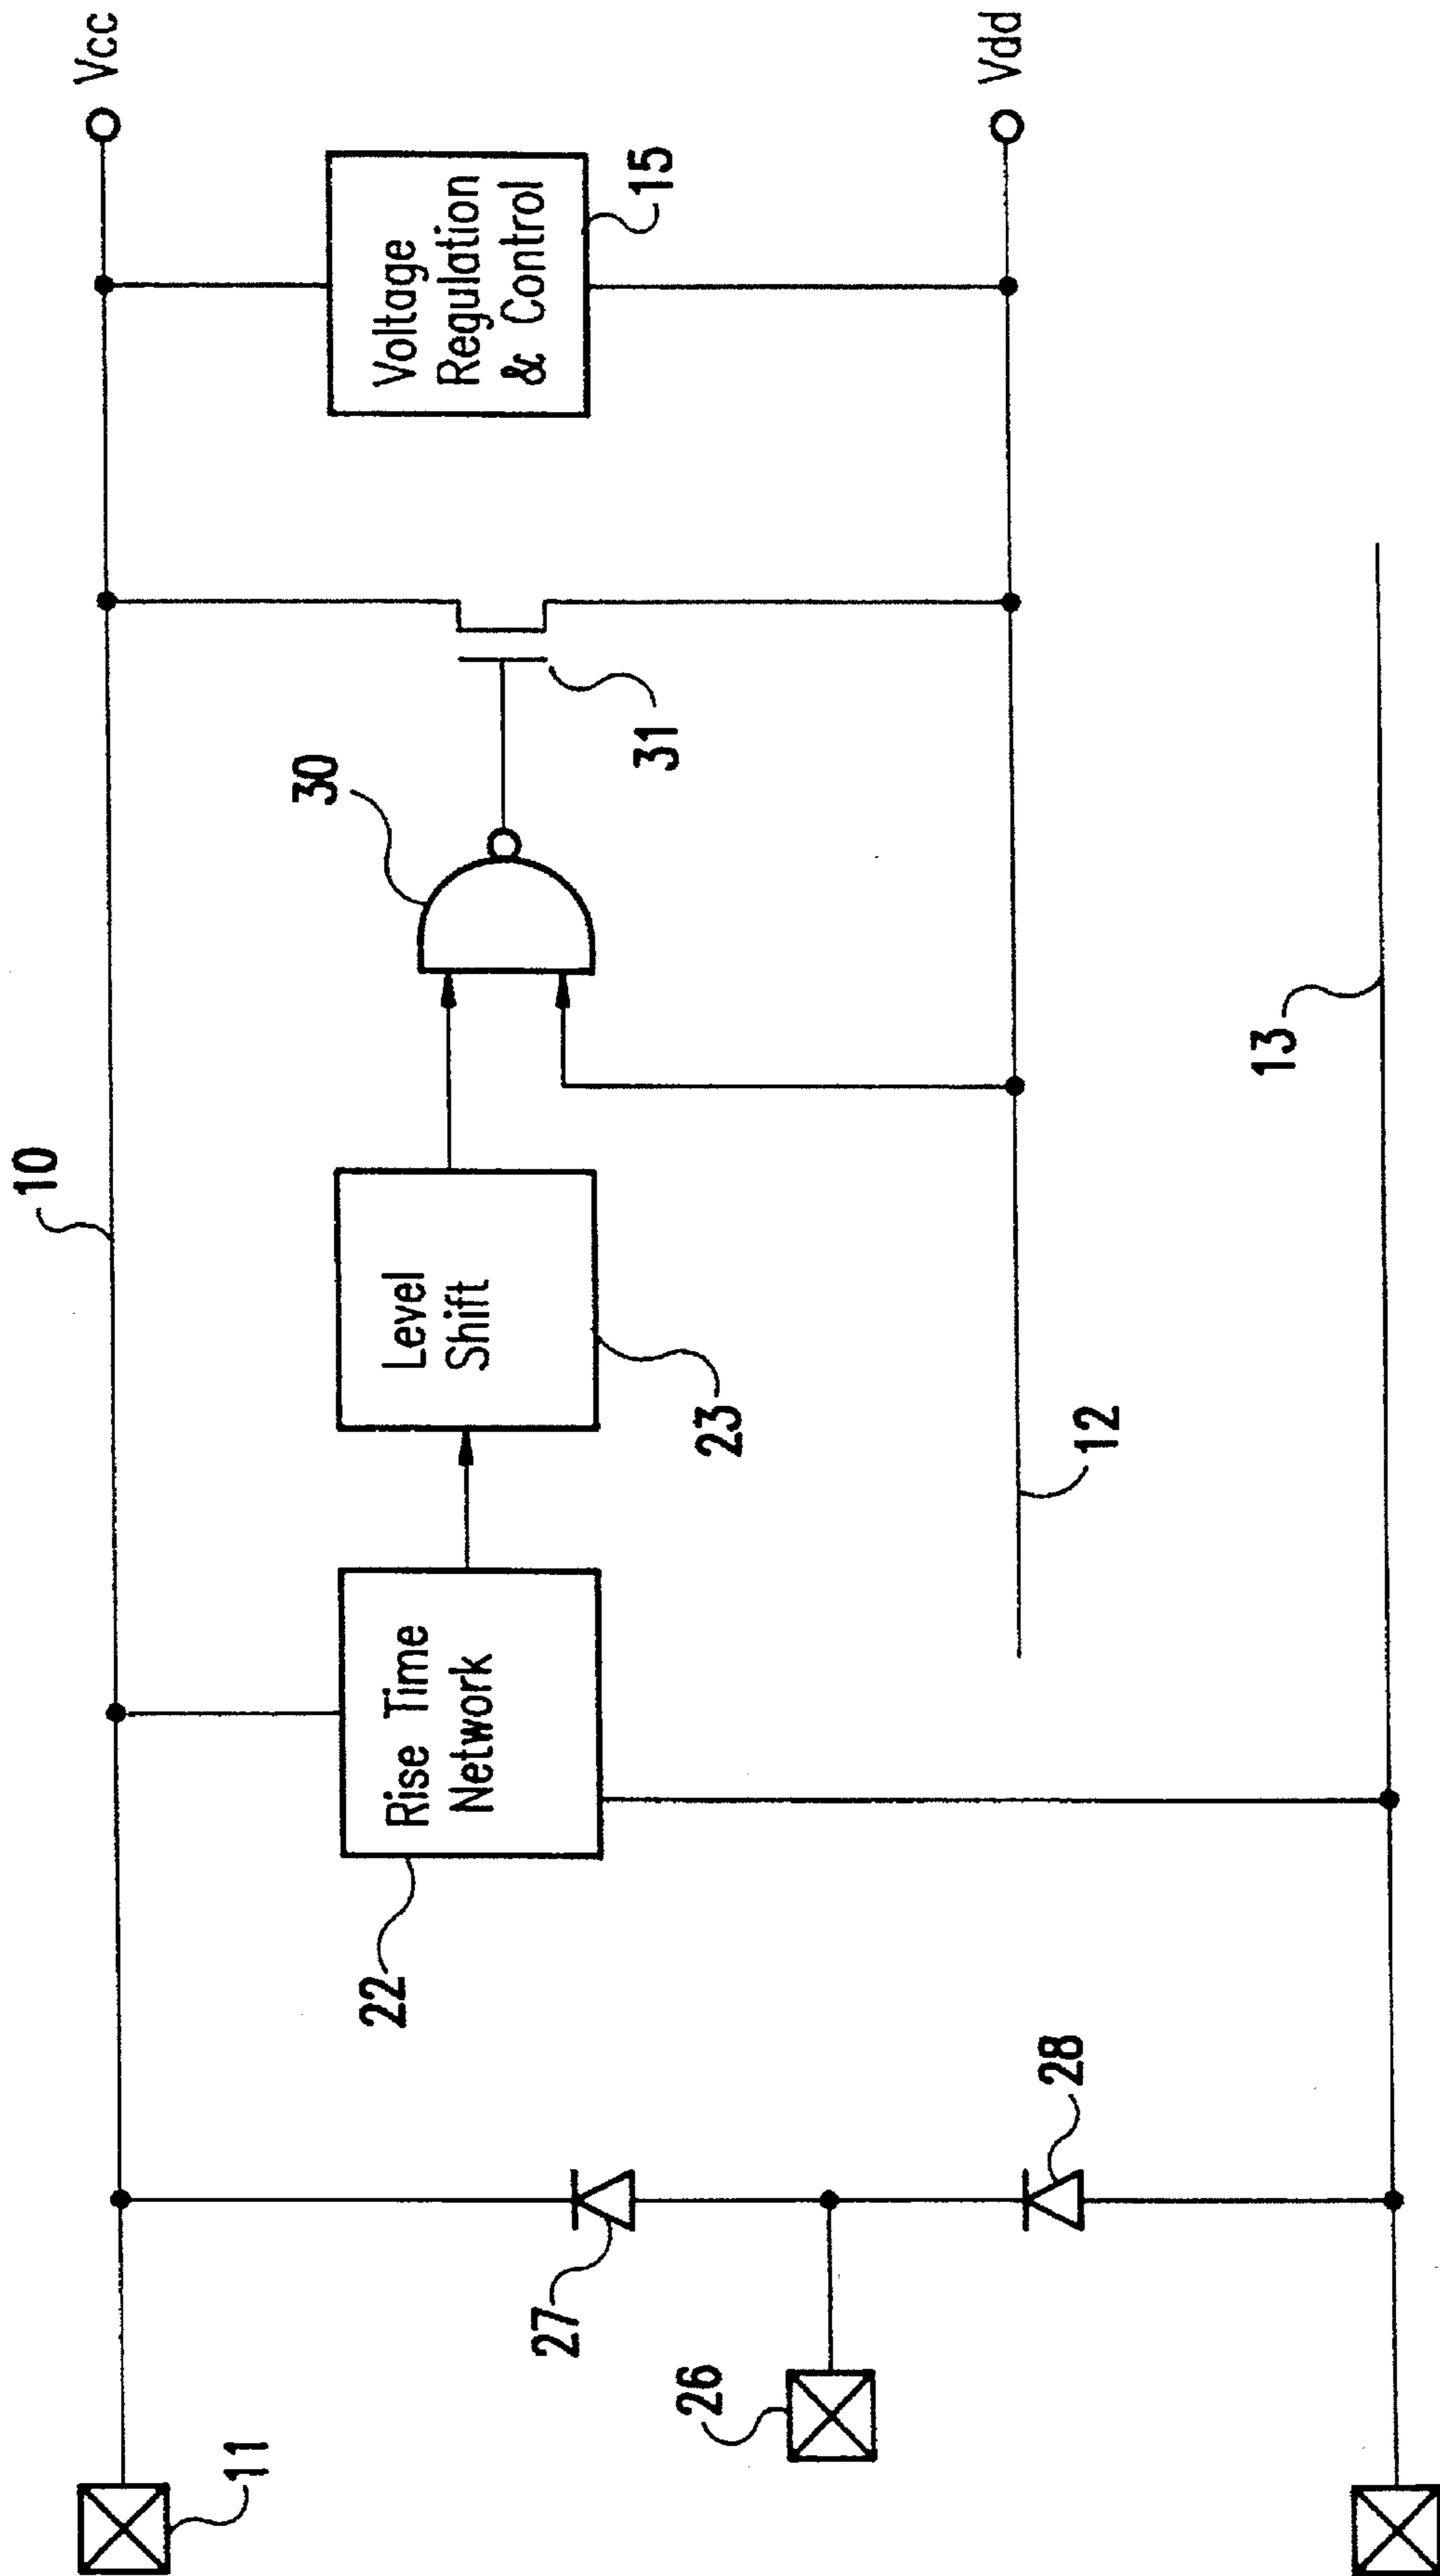 Vcc
10
Voltage
Regulation
& Control
15
30
31
Level
Shift
23
Rise Time
Network
22
Vdd
12
13
11
27
26
28